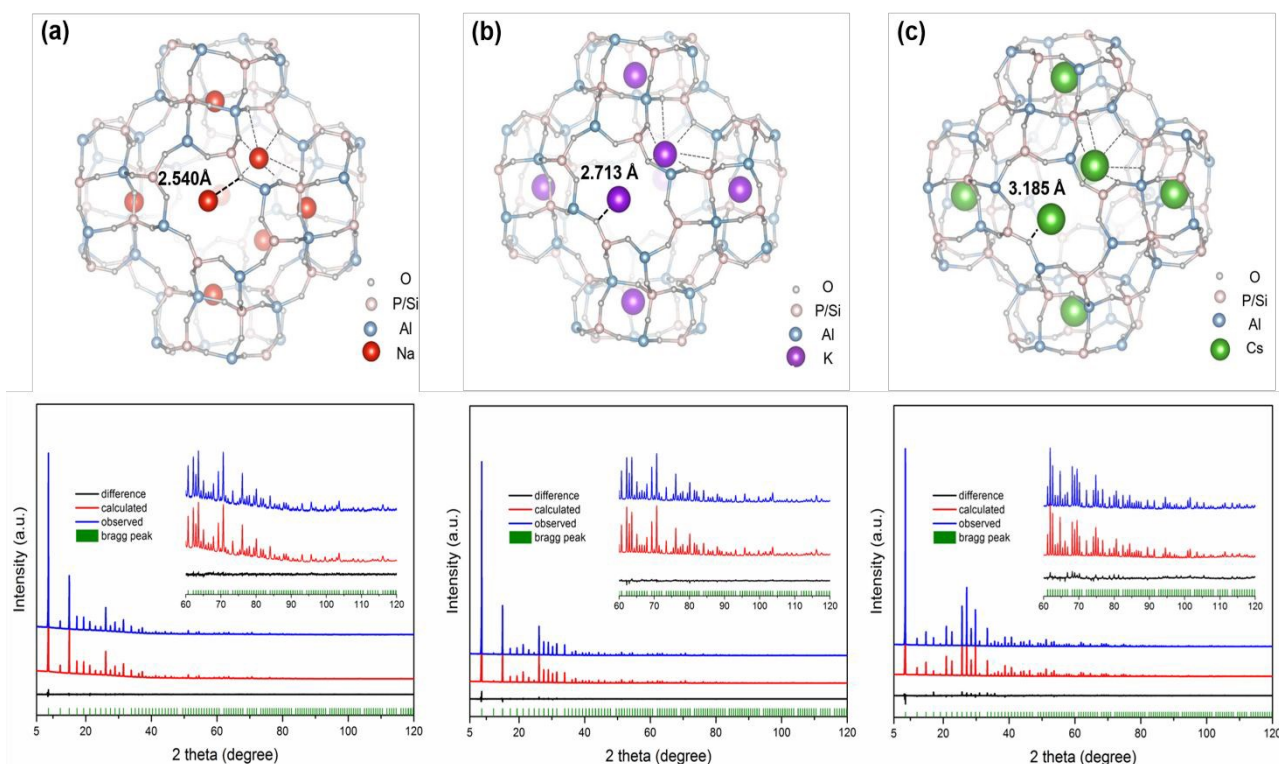 (a)
2.540Å
O
P/Si
Al
Na
(b)
2.713 Å
O
P/Si
Al
K
(c)
3.185 Å
O
P/Si
Al
Cs
Intensity (a.u.)
difference
calculated
observed
bragg peak
60 70 80 90 100 110 120
5 20 40 60 80 100 120
2 theta (degree)
Intensity (a.u.)
difference
calculated
observed
bragg peak
60 70 80 90 100 110 120
5 20 40 60 80 100 120
2 theta (degree)
Intensity (a.u.)
difference
calculated
observed
bragg peak
60 70 80 90 100 110 120
5 20 40 60 80 100 120
2 theta (degree)